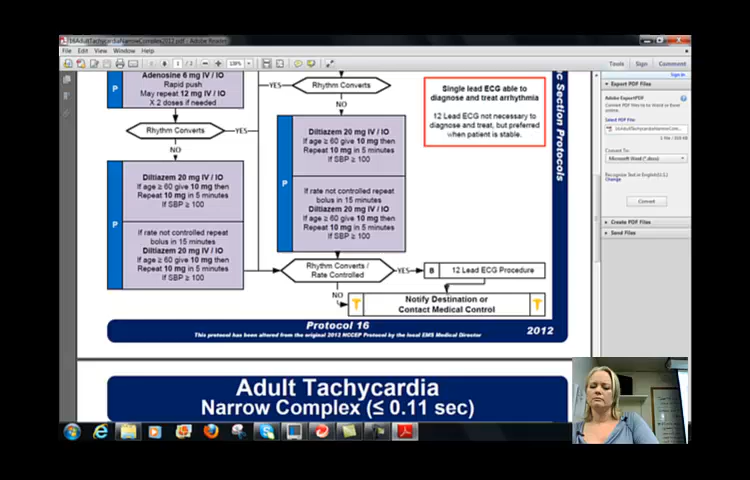 16AdultTachycardiaNarrowComplex2012.pdf - Adobe Reader
File Edit View Window Help
1 / 3
130%
Tools
Sign
Comment
Sign In
Adenosine 6 mg IV / IO
Rapid push
May repeat 12 mg IV / IO
X 2 doses if needed
P
YES
Rhythm Converts
NO
Rhythm Converts
YES
NO
Single lead ECG able to
diagnose and treat arrhythmia
12 Lead ECG not necessary to
diagnose and treat, but preferred
when patient is stable.
Section Protocols
Diltiazem 20 mg IV / IO
If age ≥ 60 give 10 mg then
Repeat 10 mg in 5 minutes
If SBP ≥ 100
P
If rate not controlled repeat
bolus in 15 minutes
Diltiazem 20 mg IV / IO
If age ≥ 60 give 10 mg then
Repeat 10 mg in 5 minutes
If SBP ≥ 100
Diltiazem 20 mg IV / IO
If age ≥ 60 give 10 mg then
Repeat 10 mg in 5 minutes
If SBP ≥ 100
P
If rate not controlled repeat
bolus in 15 minutes
Diltiazem 20 mg IV / IO
If age ≥ 60 give 10 mg then
Repeat 10 mg in 5 minutes
If SBP ≥ 100
Rhythm Converts /
Rate Controlled
YES
B
12 Lead ECG Procedure
NO
Notify Destination or
Contact Medical Control
Protocol 16
2012
This protocol has been altered from the original 2012 NCCEP Protocol by the local EMS Medical Director
Adult Tachycardia
Narrow Complex (≤ 0.11 sec)
Export PDF Files
Adobe ExportPDF
Convert PDF files to Word or Excel
online.
Select PDF File:
16AdultTachycardiaNarrowCom...
1 file /
Convert To:
Microsoft Word (*.docx)
Recognize Text in English(U.S.)
Change
Convert
Create PDF Files
Send Files